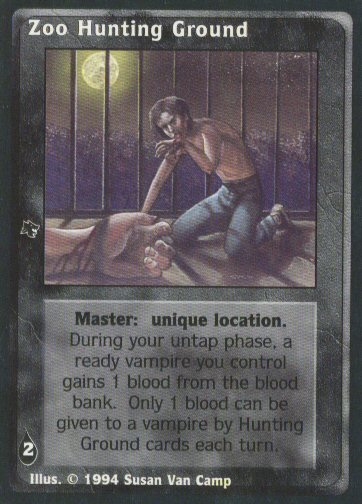 Zoo Hunting Ground
Master: unique location.
During your untap phase, a
ready vampire you control
gains 1 blood from the blood
bank. Only 1 blood can be
given to a vampire by Hunting
Ground cards each turn.
2
Illus. © 1994 Susan Van Camp